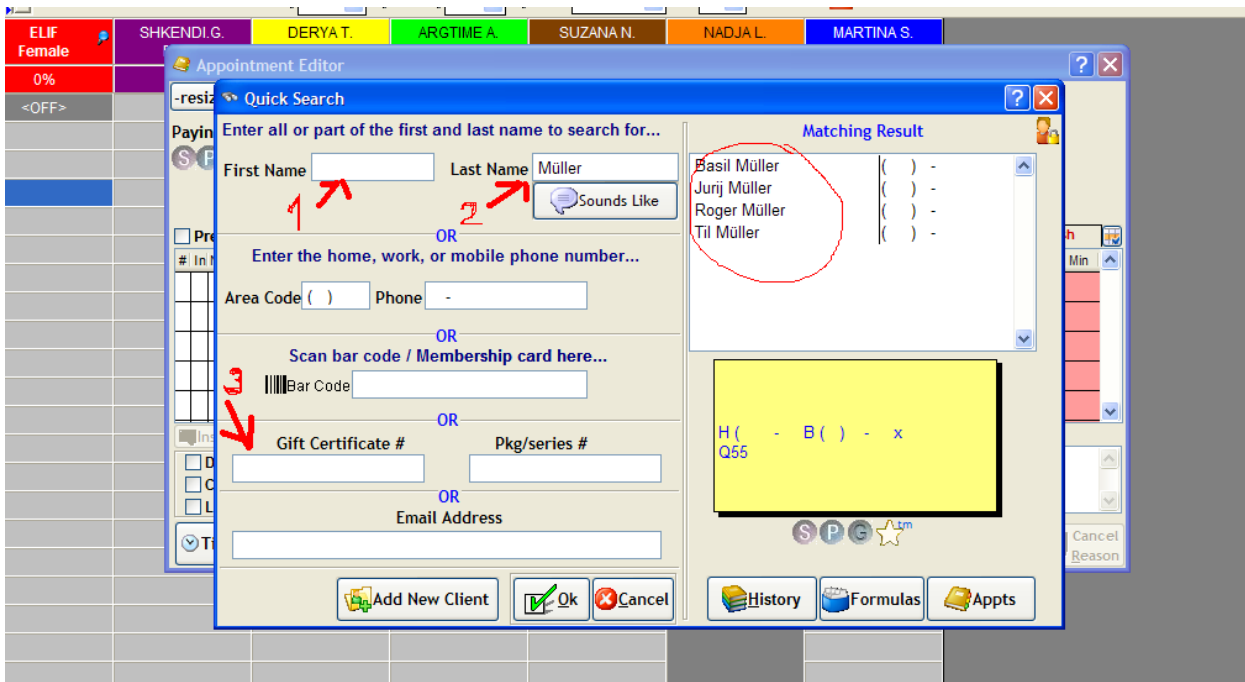 ELIF
Female
SHKENDI.G.
DERYA T.
ARGTIME A.
SUZANA N.
NADJA L.
MARTINA S.
0%
<OFF>
Appointment Editor
-resiz
Quick Search
Payin
S P
Enter all or part of the first and last name to search for...
Matching Result
First Name
Last Name Müller
Sounds Like
1
2
Basil Müller ( ) -
Jurij Müller ( ) -
Roger Müller ( ) -
Til Müller ( ) -
OR
Pre
# In
Min
Enter the home, work, or mobile phone number...
Area Code ( ) Phone -
OR
Scan bar code / Membership card here...
3
Bar Code
OR
Gift Certificate # Pkg/series #
H ( - B ( ) - x
Q55
Ins
D
C
L
OR
Email Address
S P G tm
Ti
Cancel
Reason
Add New Client
Ok
Cancel
History
Formulas
Appts